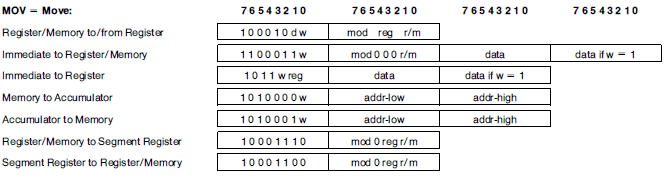 MOV = Move: 7 6 5 4 3 2 1 0 7 6 5 4 3 2 1 0 7 6 5 4 3 2 1 0 7 6 5 4 3 2 1 0
Register/Memory to/from Register 1 0 0 0 1 0 d w mod reg r/m
Immediate to Register/Memory 1 1 0 0 0 1 1 w mod 0 0 0 r/m data data if w = 1
Immediate to Register 1 0 1 1 w reg data data if w = 1
Memory to Accumulator 1 0 1 0 0 0 0 w addr-low addr-high
Accumulator to Memory 1 0 1 0 0 0 1 w addr-low addr-high
Register/Memory to Segment Register 1 0 0 0 1 1 1 0 mod 0 reg r/m
Segment Register to Register/Memory 1 0 0 0 1 1 0 0 mod 0 reg r/m